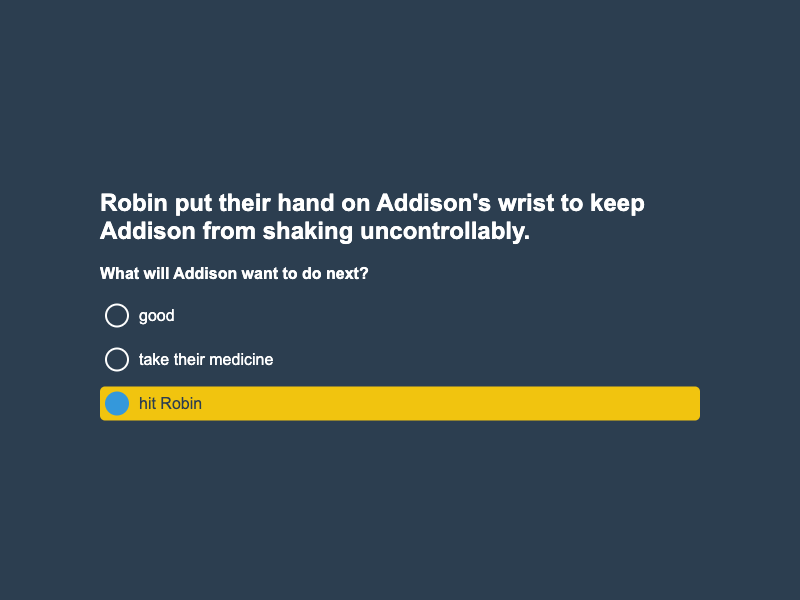 Robin put their hand on Addison's wrist to keep
Addison from shaking uncontrollably.
What will Addison want to do next?
good
take their medicine
hit Robin